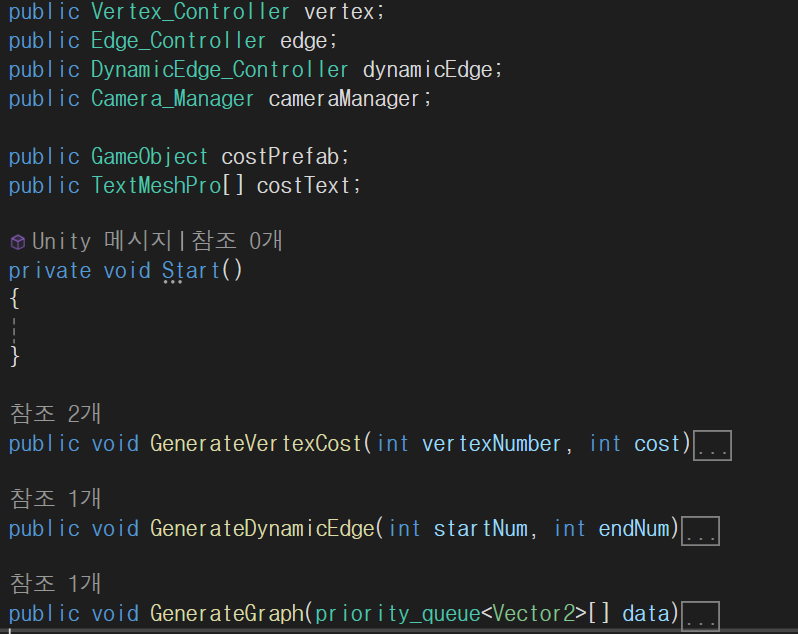 public Vertex_Controller vertex;
public Edge_Controller edge;
public DynamicEdge_Controller dynamicEdge;
public Camera_Manager cameraManager;
public GameObject costPrefab;
public TextMeshPro[] costText;
Unity 메시지|참조 0개
private void Start()
{
}
참조 2개
public void GenerateVertexCost(int vertexNumber, int cost)...
참조 1개
public void GenerateDynamicEdge(int startNum, int endNum)...
참조 1개
public void GenerateGraph(priority_queue<Vector2>[] data)...